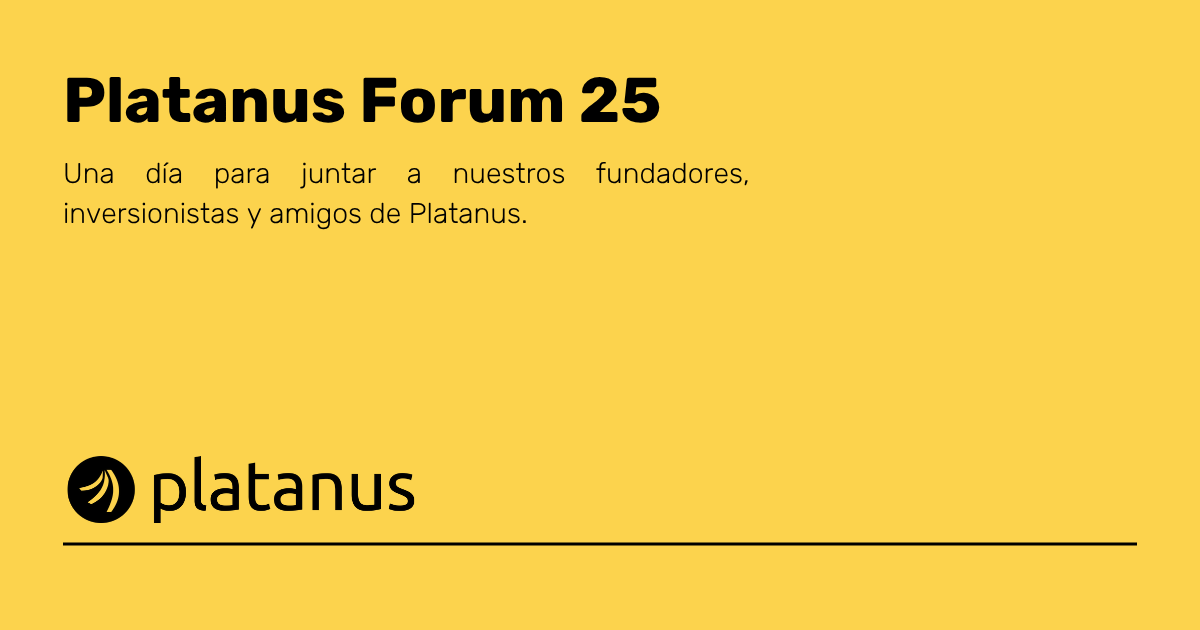 Platanus Forum 25
Una día para juntar a nuestros fundadores,
inversionistas y amigos de Platanus.
platanus